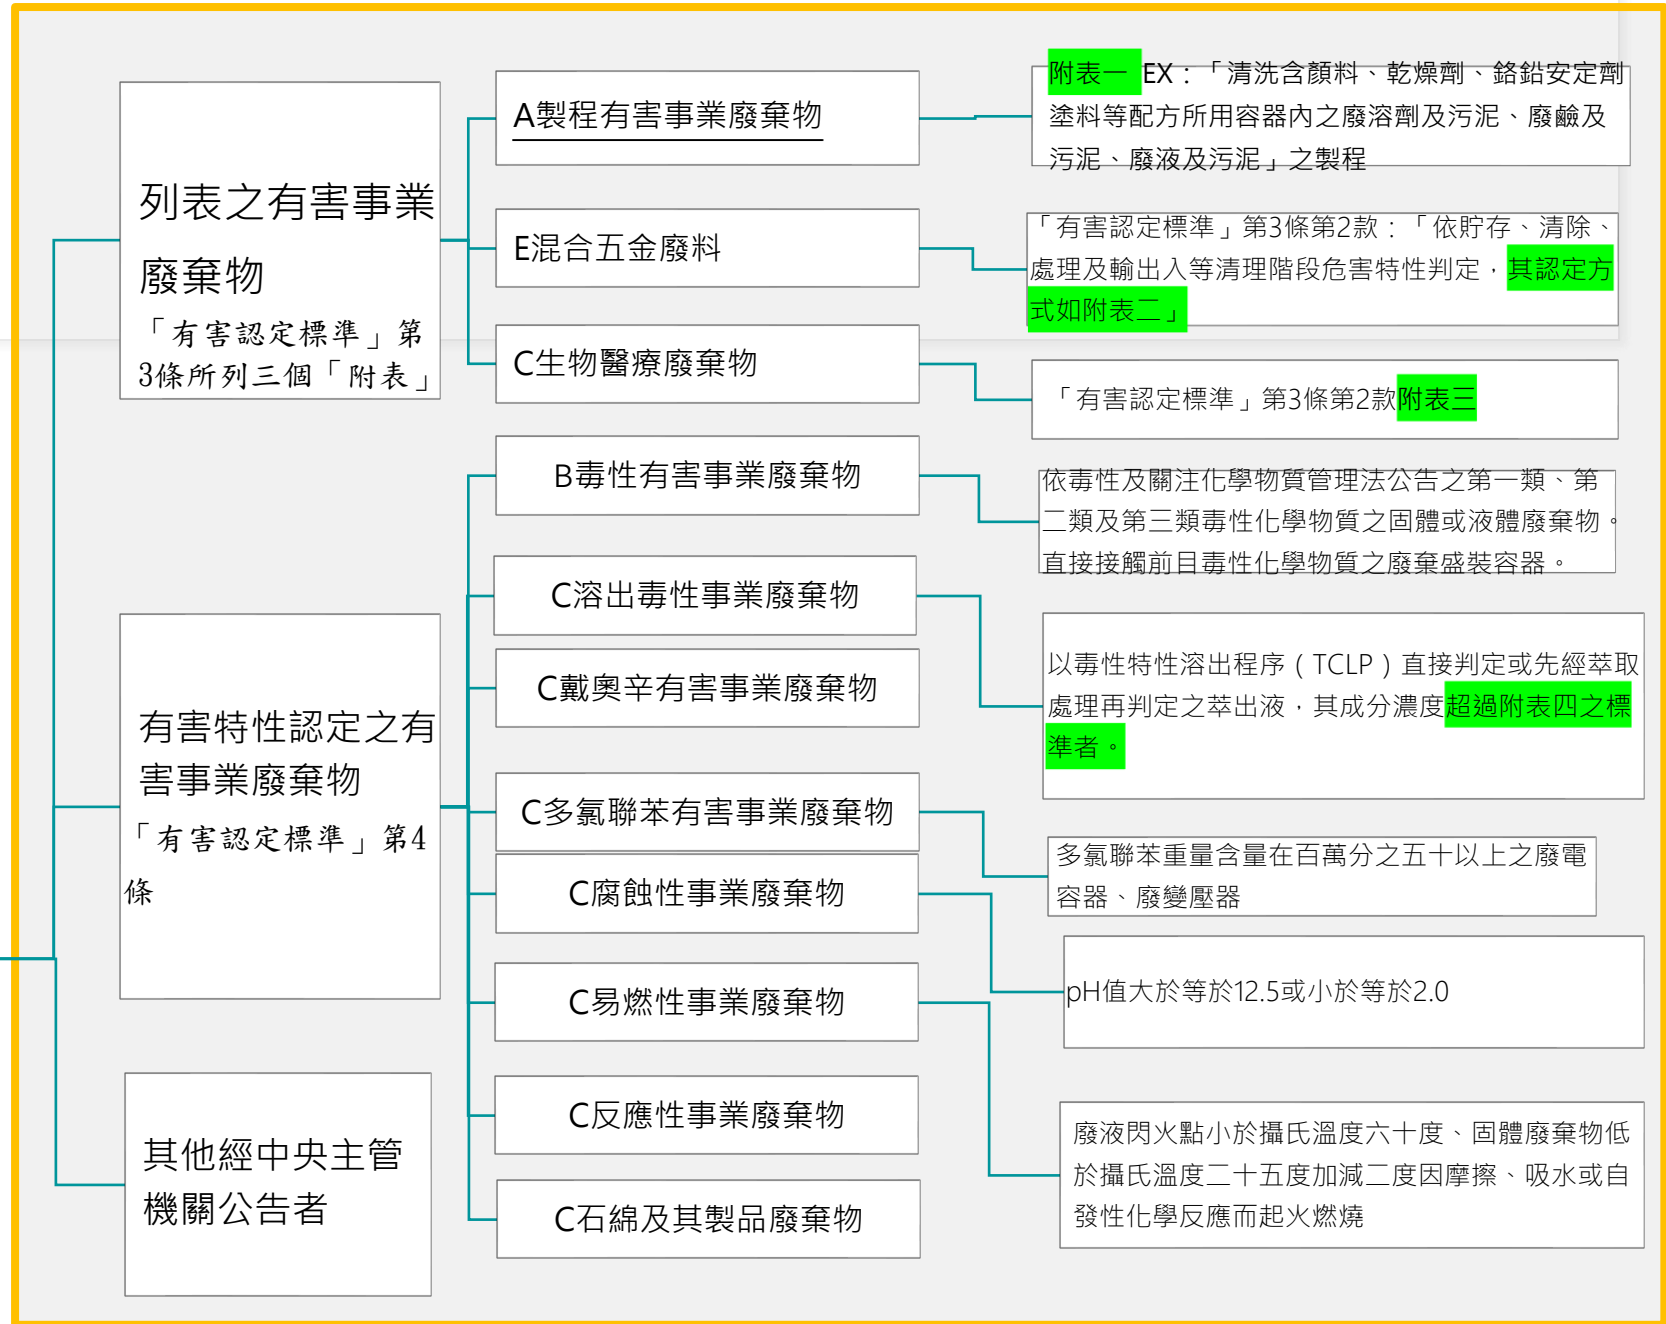 列表之有害事業
廢棄物
「有害認定標準」第
3條所列三個「附表」
A製程有害事業廢棄物
附表一 EX：「清洗含顏料、乾燥劑、鉻鉛安定劑
塗料等配方所用容器內之廢溶劑及污泥、廢鹼及
污泥、廢液及污泥」之製程
E混合五金廢料
「有害認定標準」第3條第2款：「依貯存、清除、
處理及輸出入等清理階段危害特性判定，其認定方
式如附表二」
C生物醫療廢棄物
「有害認定標準」第3條第2款附表三
有害特性認定之有
害事業廢棄物
「有害認定標準」第4
條
B毒性有害事業廢棄物
依毒性及關注化學物質管理法公告之第一類、第
二類及第三類毒性化學物質之固體或液體廢棄物。
直接接觸前目毒性化學物質之廢棄盛裝容器。
C溶出毒性事業廢棄物
以毒性特性溶出程序（TCLP）直接判定或先經萃取
處理再判定之萃出液，其成分濃度超過附表四之標
準者。
C戴奧辛有害事業廢棄物
C多氯聯苯有害事業廢棄物
多氯聯苯重量含量在百萬分之五十以上之廢電
容器、廢變壓器
C腐蝕性事業廢棄物
pH值大於等於12.5或小於等於2.0
C易燃性事業廢棄物
廢液閃火點小於攝氏溫度六十度、固體廢棄物低
於攝氏溫度二十五度加減二度因摩擦、吸水或自
發性化學反應而起火燃燒
C反應性事業廢棄物
C石綿及其製品廢棄物
其他經中央主管
機關公告者